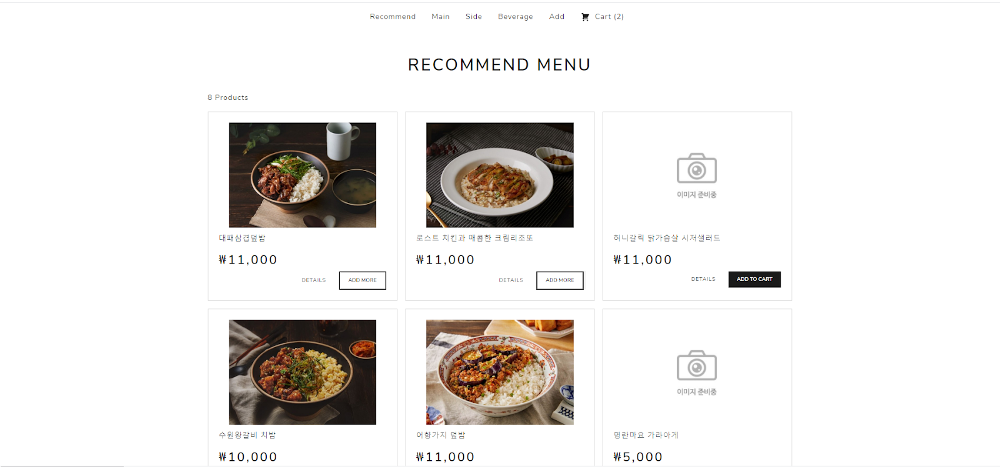 Recommend Main Side Beverage Add Cart (2)
RECOMMEND MENU
8 Products
대패삼겹덮밥
₩11,000
DETAILS ADD MORE
로스트 치킨과 매콤한 크림리조또
₩11,000
DETAILS ADD MORE
이미지 준비중
허니갈릭 닭가슴살 시저샐러드
₩11,000
DETAILS ADD TO CART
수원왕갈비 치밥
₩10,000
어향가지 덮밥
₩11,000
이미지 준비중
명란마요 가라아게
₩5,000